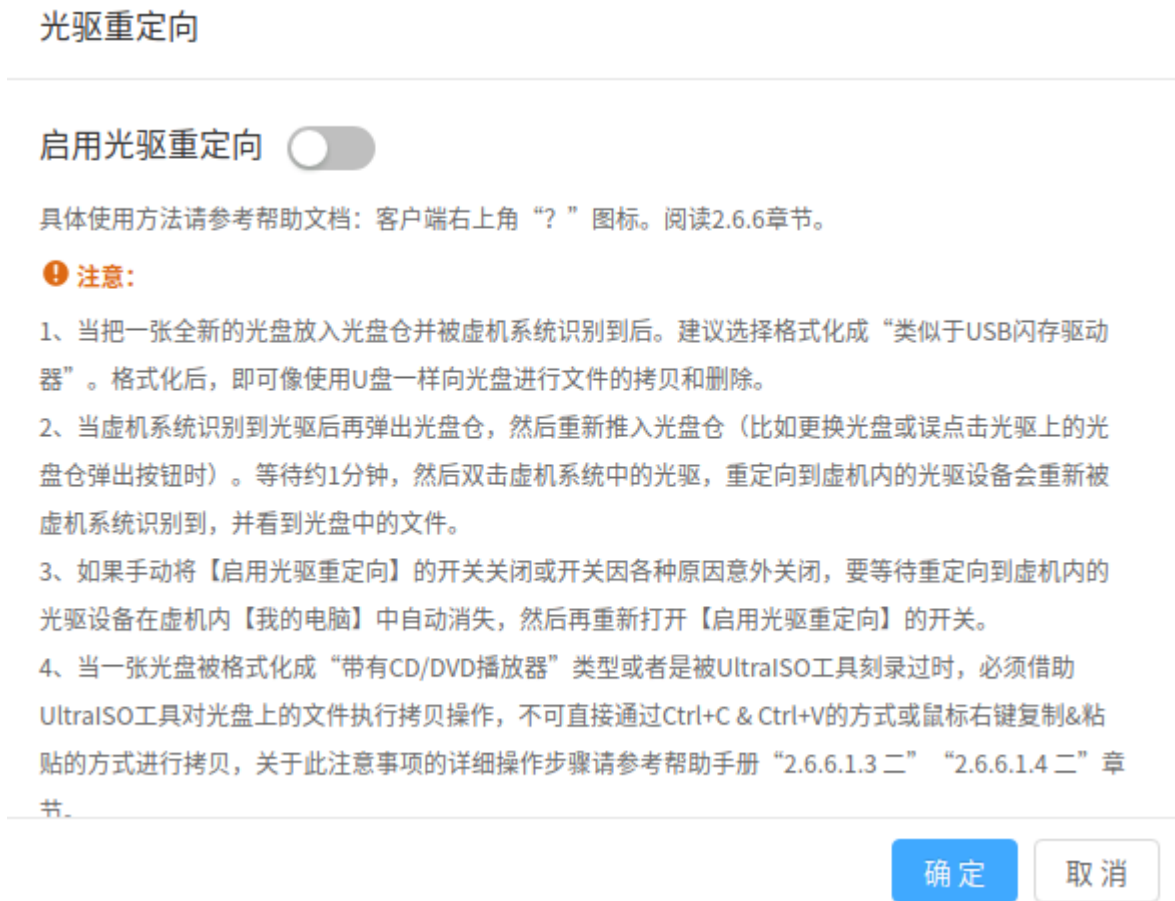 光驱重定向
启用光驱重定向
具体使用方法请参考帮助文档：客户端右上角“？”图标。阅读2.6.6章节。
注意：
1、当把一张全新的光盘放入光盘仓并被虚机系统识别到后。建议选择格式化成“类似于USB闪存驱动
器”。格式化后，即可像使用U盘一样向光盘进行文件的拷贝和删除。
2、当虚机系统识别到光驱后再弹出光盘仓，然后重新推入光盘仓（比如更换光盘或误点击光驱上的光
盘仓弹出按钮时）。等待约1分钟，然后双击虚机系统中的光驱，重定向到虚机内的光驱设备会重新被
虚机系统识别到，并看到光盘中的文件。
3、如果手动将【启用光驱重定向】的开关关闭或开关因各种原因意外关闭，要等待重定向到虚机内的
光驱设备在虚机内【我的电脑】中自动消失，然后再重新打开【启用光驱重定向】的开关。
4、当一张光盘被格式化成“带有CD/DVD播放器”类型或者是被UltraISO工具刻录过时，必须借助
UltraISO工具对光盘上的文件执行拷贝操作，不可直接通过Ctrl+C & Ctrl+V的方式或鼠标右键复制&粘
贴的方式进行拷贝，关于此注意事项的详细操作步骤请参考帮助手册“2.6.6.1.3 二”“2.6.6.1.4 二”章
节。
确定
取消